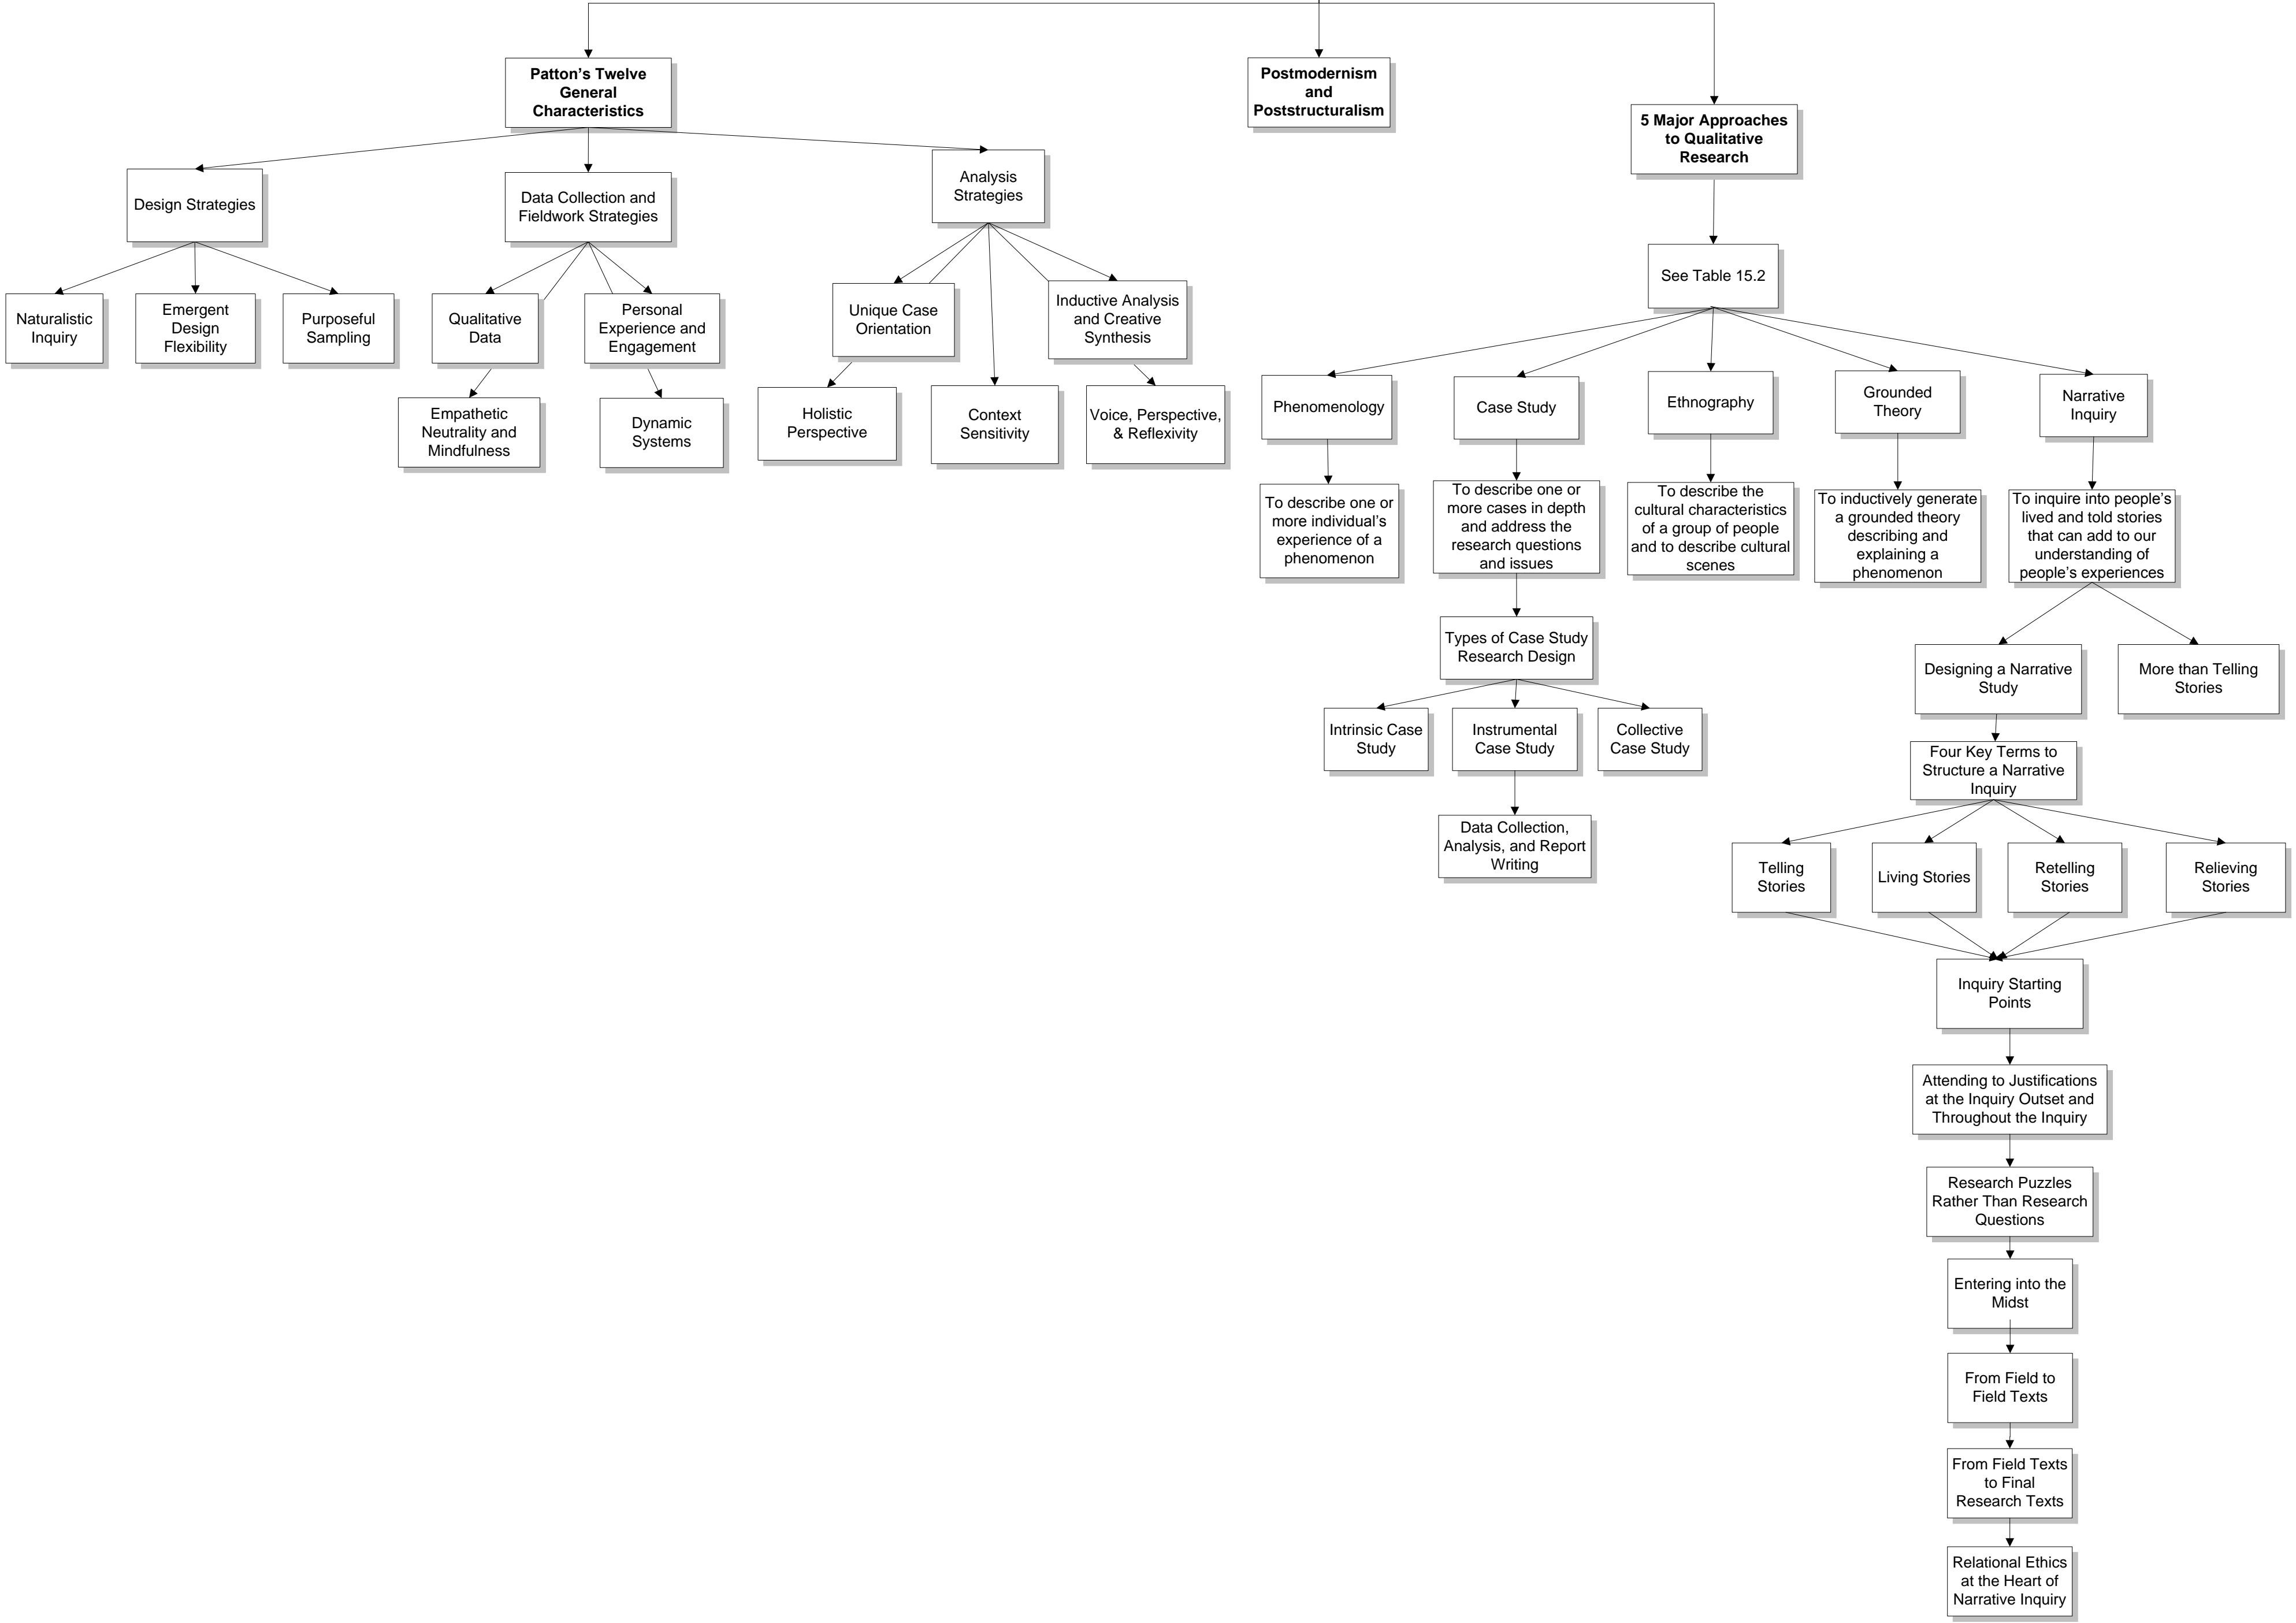 Patton’s Twelve
General
Characteristics
Postmodernism
and
Poststructuralism
5 Major Approaches
to Qualitative
Research
Design Strategies
Data Collection and
Fieldwork Strategies
Analysis
Strategies
See Table 15.2
Naturalistic
Inquiry
Emergent
Design
Flexibility
Purposeful
Sampling
Qualitative
Data
Personal
Experience and
Engagement
Unique Case
Orientation
Inductive Analysis
and Creative
Synthesis
Empathetic
Neutrality and
Mindfulness
Dynamic
Systems
Holistic
Perspective
Context
Sensitivity
Voice, Perspective,
& Reflexivity
Phenomenology
Case Study
Ethnography
Grounded
Theory
Narrative
Inquiry
To describe one or
more individual’s
experience of a
phenomenon
To describe one or
more cases in depth
and address the
research questions
and issues
To describe the
cultural characteristics
of a group of people
and to describe cultural
scenes
To inductively generate
a grounded theory
describing and
explaining a
phenomenon
To inquire into people’s
lived and told stories
that can add to our
understanding of
people’s experiences
Types of Case Study
Research Design
Designing a Narrative
Study
More than Telling
Stories
Intrinsic Case
Study
Instrumental
Case Study
Collective
Case Study
Four Key Terms to
Structure a Narrative
Inquiry
Data Collection,
Analysis, and Report
Writing
Telling
Stories
Living Stories
Retelling
Stories
Relieving
Stories
Inquiry Starting
Points
Attending to Justifications
at the Inquiry Outset and
Throughout the Inquiry
Research Puzzles
Rather Than Research
Questions
Entering into the
Midst
From Field to
Field Texts
From Field Texts
to Final
Research Texts
Relational Ethics
at the Heart of
Narrative Inquiry